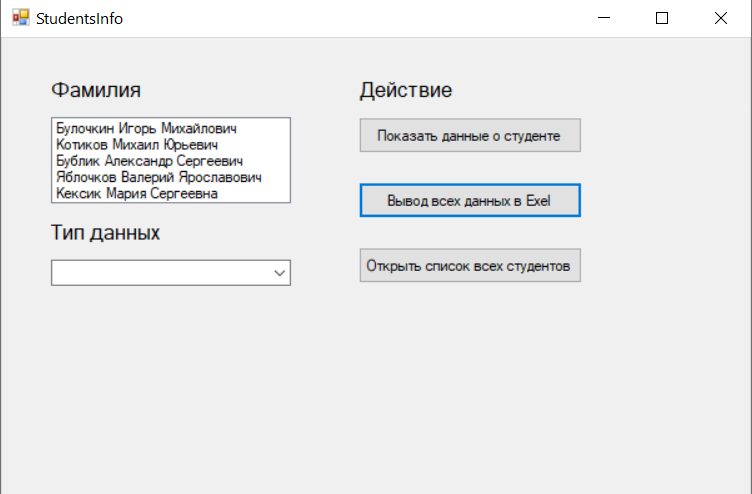 StudentsInfo
Фамилия
Булочкин Игорь Михайлович
Котиков Михаил Юрьевич
Бублик Александр Сергеевич
Яблочков Валерий Ярославович
Кексик Мария Сергеевна
Тип данных
Действие
Показать данные о студенте
Вывод всех данных в Exel
Открыть список всех студентов